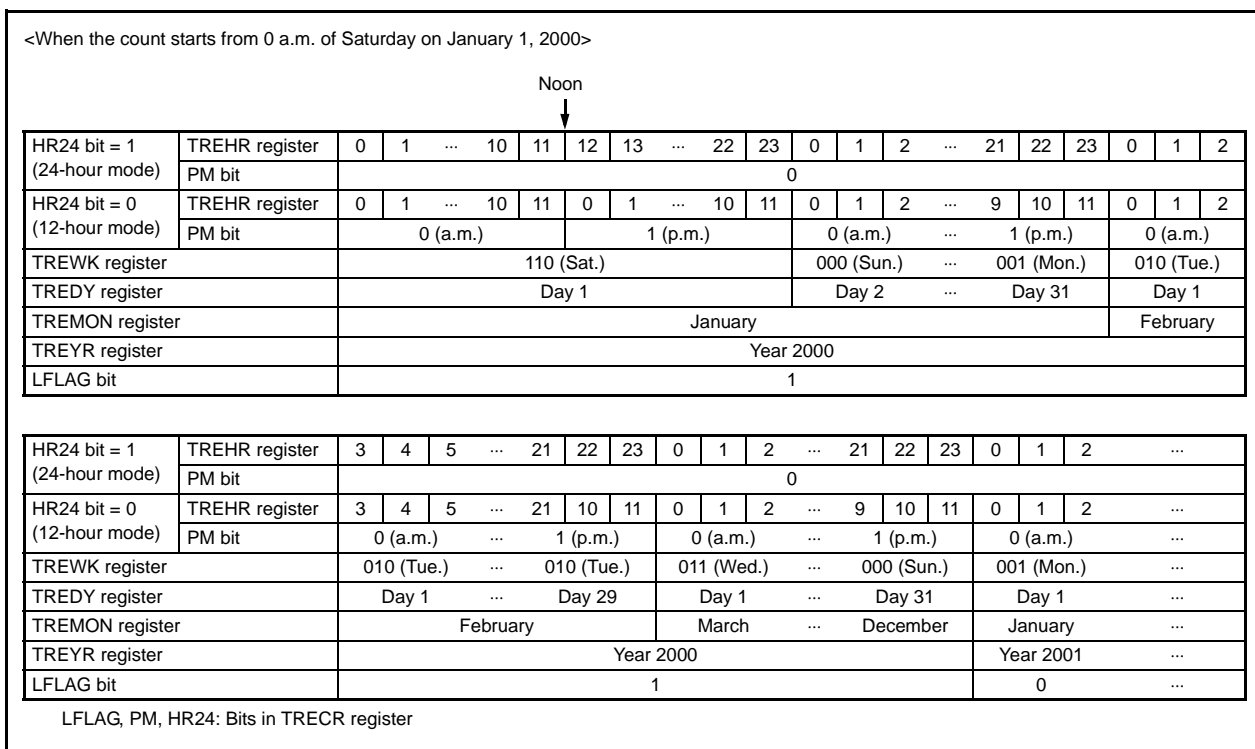 <When the count starts from 0 a.m. of Saturday on January 1, 2000>
Noon
HR24 bit = 1 (24-hour mode) TREHR register 0 1 ... 10 11 12 13 ... 22 23 0 1 2 ... 21 22 23 0 1 2
PM bit 0
HR24 bit = 0 (12-hour mode) TREHR register 0 1 ... 10 11 0 1 ... 10 11 0 1 2 ... 9 10 11 0 1 2
PM bit 0 (a.m.) 1 (p.m.) 0 (a.m.) ... 1 (p.m.) 0 (a.m.)
TREWK register 110 (Sat.) 000 (Sun.) ... 001 (Mon.) 010 (Tue.)
TREDY register Day 1 Day 2 ... Day 31 Day 1
TREMON register January February
TREYR register Year 2000
LFLAG bit 1
HR24 bit = 1 (24-hour mode) TREHR register 3 4 5 ... 21 22 23 0 1 2 ... 21 22 23 0 1 2 ...
PM bit 0
HR24 bit = 0 (12-hour mode) TREHR register 3 4 5 ... 21 10 11 0 1 2 ... 9 10 11 0 1 2 ...
PM bit 0 (a.m.) ... 1 (p.m.) 0 (a.m.) ... 1 (p.m.) 0 (a.m.) ...
TREWK register 010 (Tue.) ... 010 (Tue.) 011 (Wed.) ... 000 (Sun.) 001 (Mon.) ...
TREDY register Day 1 ... Day 29 Day 1 ... Day 31 Day 1 ...
TREMON register February March ... December January ...
TREYR register Year 2000 Year 2001 ...
LFLAG bit 1 0 ...
LFLAG, PM, HR24: Bits in TRECR register